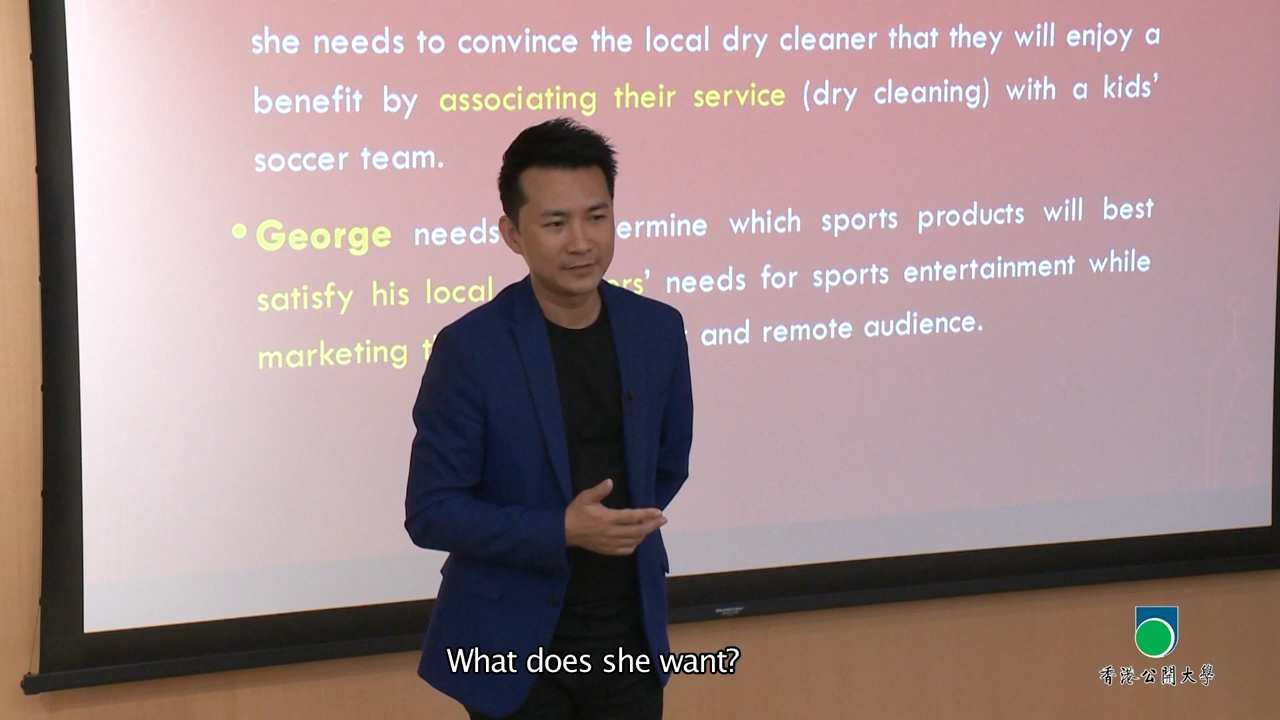 she needs to convince the local dry cleaner that they will enjoy a
benefit by associating their service (dry cleaning) with a kids'
soccer team.
• George needs ermine which sports products will best
satisfy his local ers' needs for sports entertainment while
marketing t and remote audience.
What does she want?
香港公開大學